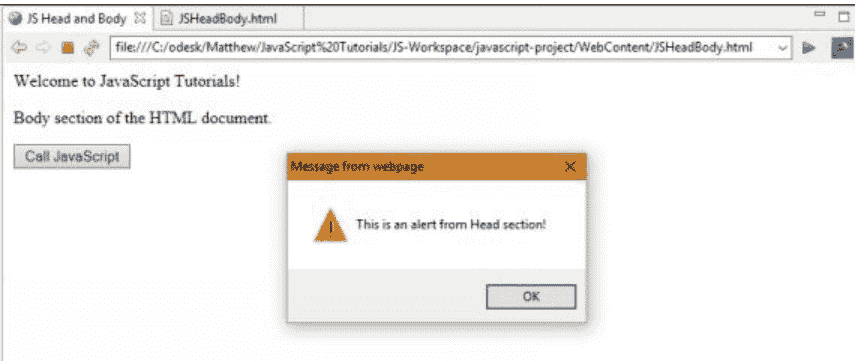 JS Head and Body JSHeadBody.html
file:///C:/odesk/Matthew/JavaScript%20Tutorials/JS-Workspace/javascript-project/WebContent/JSHeadBody.html
Welcome to JavaScript Tutorials!
Body section of the HTML document.
Call JavaScript
Message from webpage
This is an alert from Head section!
OK